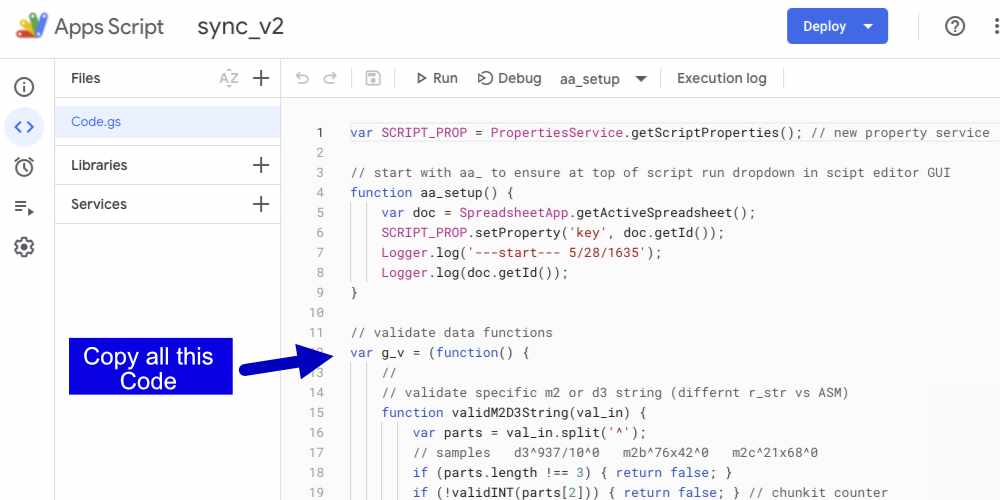 Apps Script sync_v2 Deploy
Files AZ Run Debug aa_setup Execution log
Code.gs
Libraries
Services
1 var SCRIPT_PROP = PropertiesService.getScriptProperties(); // new property service
2
3 // start with aa_ to ensure at top of script run dropdown in scipt editor GUI
4 function aa_setup() {
5 var doc = SpreadsheetApp.getActiveSpreadsheet();
6 SCRIPT_PROP.setProperty('key', doc.getId());
7 Logger.log('---start--- 5/28/1635');
8 Logger.log(doc.getId());
9 }
10
11 // validate data functions
var g_v = (function() {
13 //
14 // validate specific m2 or d3 string (differnt r_str vs ASM)
15 function validM2D3String(val_in) {
16 var parts = val_in.split('^');
17 // samples d3^937/10^0 m2b^76x42^0 m2c^21x68^0
18 if (parts.length !== 3) { return false; }
19 if (!validINT(parts[2])) { return false; } // chunkit counter
Copy all this
Code